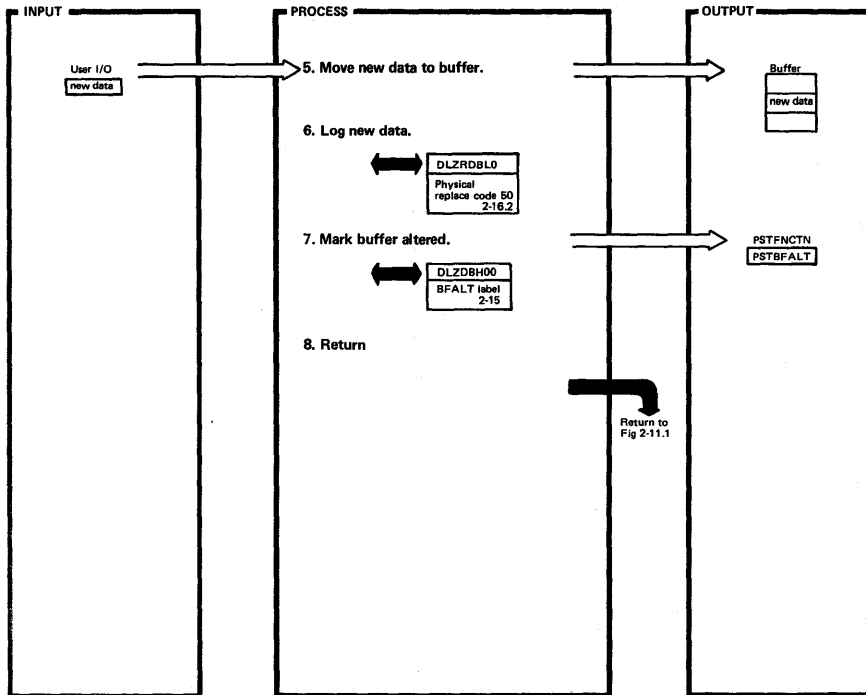 INPUT
PROCESS
OUTPUT
User I/O
new data
5. Move new data to buffer.
Buffer
new data
6. Log new data.
DLZRDBL0
Physical
replace code 50
2-16.2
7. Mark buffer altered.
PSTFNCTN
PSTBFALT
DLZDBH00
BFALT label
2-15
8. Return
Return to
Fig 2-11.1